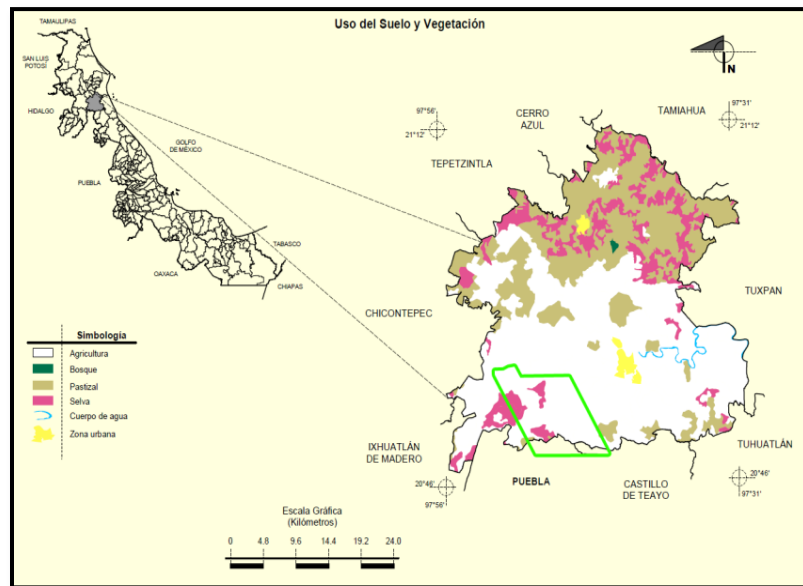 Uso del Suelo y Vegetación
TAMAULIPAS
SAN LUIS
POTOSÍ
HIDALGO
GOLFO
DE MÉXICO
PUEBLA
TABASCO
OAXACA
CHIAPAS
N
97°56'
21°12'
CERRO
AZUL
TAMIAHUA
97°31'
21°12'
TEPETZINTLA
TUXPAN
CHICONTEPEC
IXHUATLÁN
DE MADERO
TUHUATLÁN
20°46'
97°56'
PUEBLA
CASTILLO
DE TEAYO
20°46'
97°31'
Simbología
Agricultura
Bosque
Pastizal
Selva
Cuerpo de agua
Zona urbana
Escala Gráfica
(Kilómetros)
0 4.8 9.6 14.4 19.2 24.0